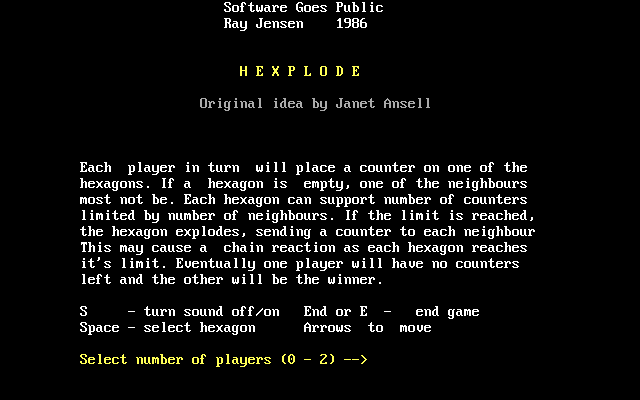 Software Goes Public
Ray Jensen    1986
H E X P L O D E
Original idea by Janet Ansell
Each  player in turn  will place a counter on one of the
hexagons. If a  hexagon is  empty, one of the neighbours
most not be. Each hexagon can support number of counters
limited by number of neighbours. If the limit is reached,
the hexagon explodes, sending a counter to each neighbour
This may cause a  chain reaction as each hexagon reaches
it's limit. Eventually one player will have no counters
left and the other will be the winner.
S     - turn sound off/on   End or E  -   end game
Space - select hexagon      Arrows  to  move
Select number of players (0 - 2) -->